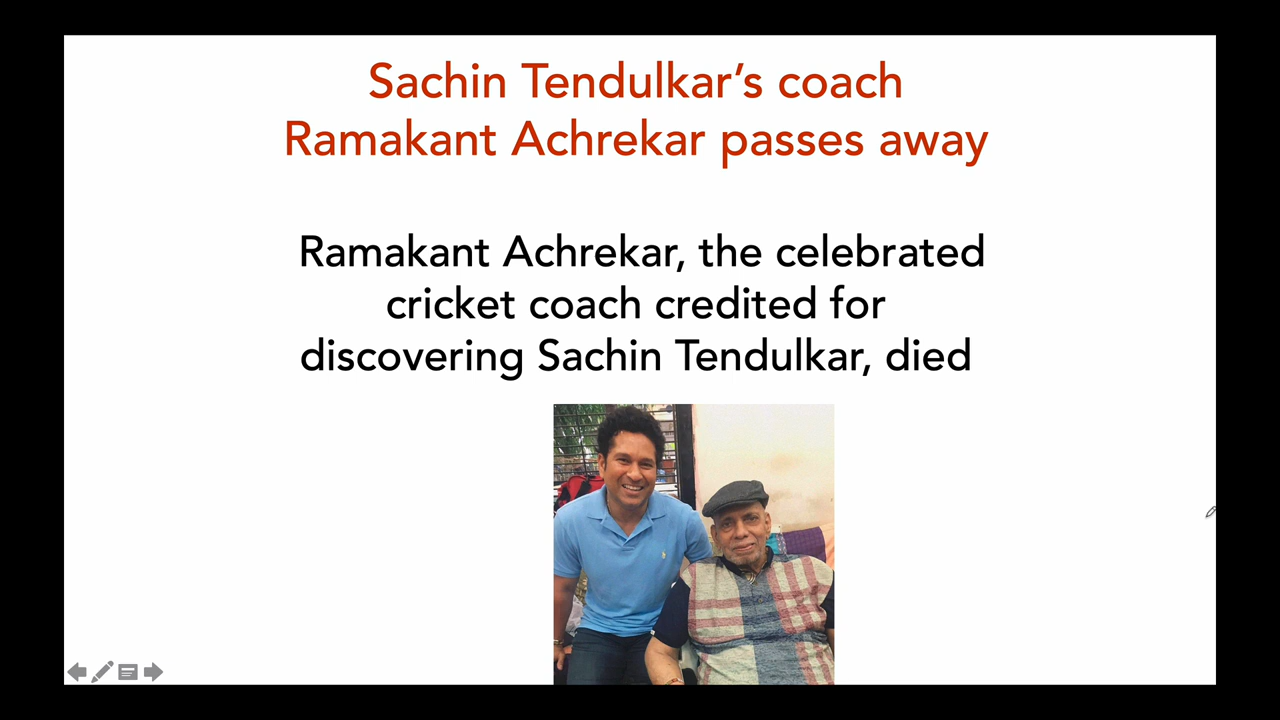 Sachin Tendulkar’s coach
Ramakant Achrekar passes away
Ramakant Achrekar, the celebrated
cricket coach credited for
discovering Sachin Tendulkar, died